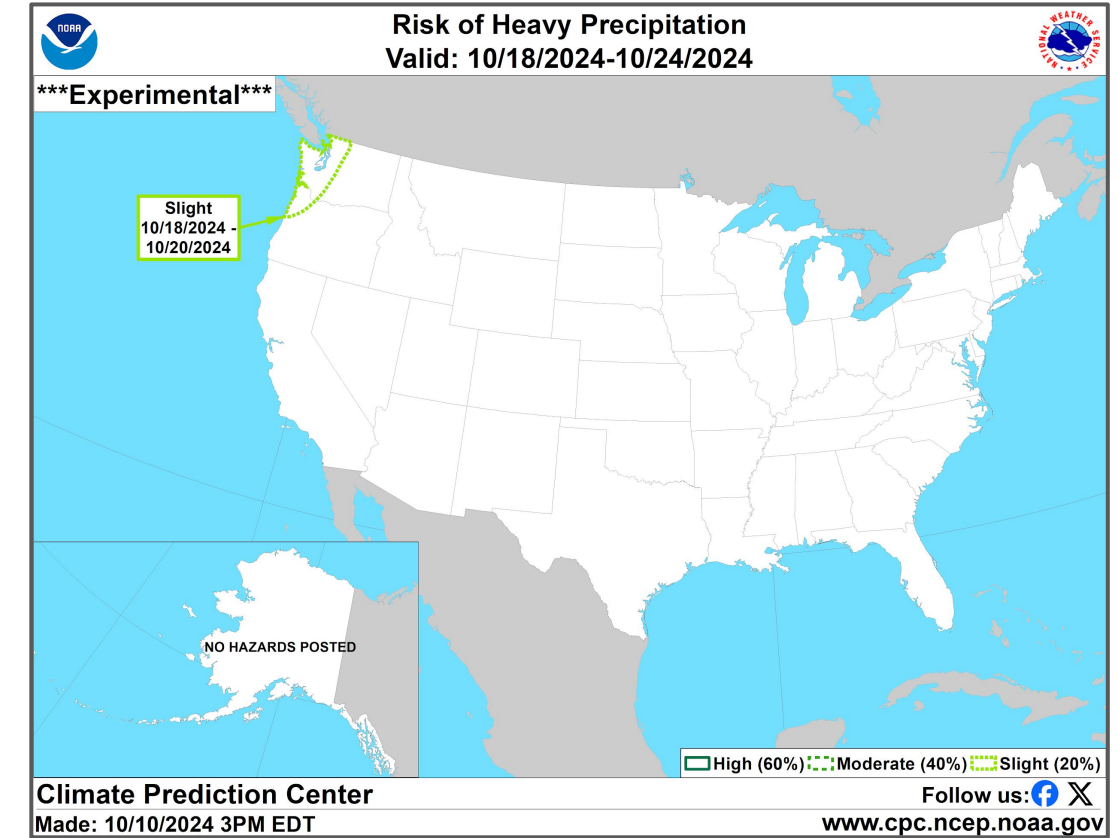 NOAA
Risk of Heavy Precipitation
Valid: 10/18/2024-10/24/2024
NATIONAL WEATHER SERVICE
***Experimental***
Slight
10/18/2024 -
10/20/2024
NO HAZARDS POSTED
High (60%) Moderate (40%) Slight (20%)
Climate Prediction Center
Follow us:
Made: 10/10/2024 3PM EDT
www.cpc.ncep.noaa.gov